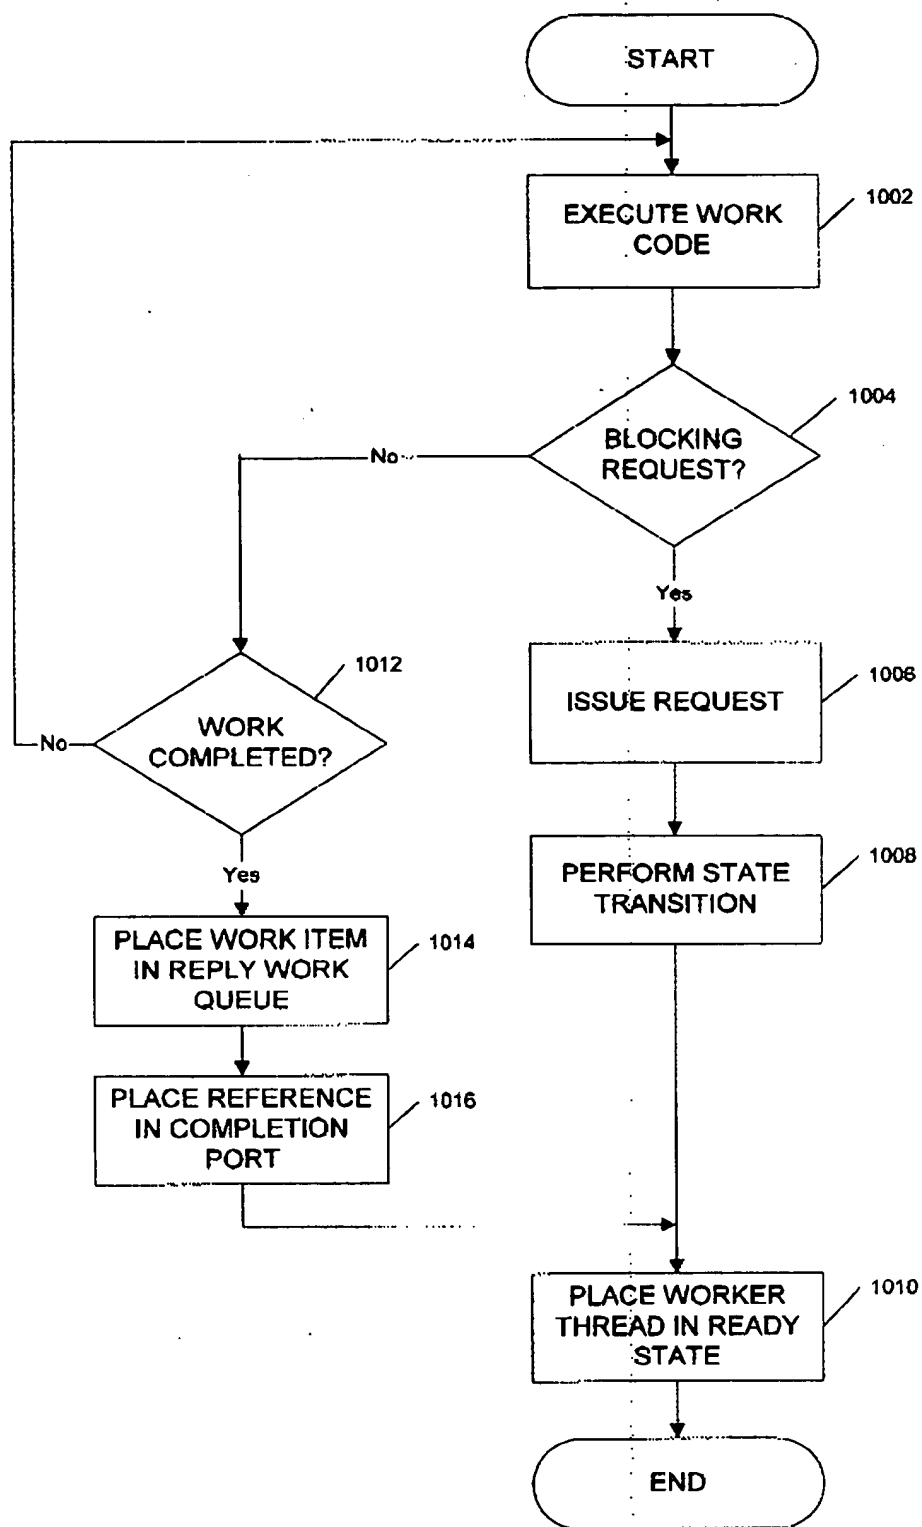 START
EXECUTE WORK
CODE
1002
BLOCKING
REQUEST?
1004
No
Yes
ISSUE REQUEST
1006
WORK
COMPLETED?
1012
No
Yes
PERFORM STATE
TRANSITION
1008
PLACE WORK ITEM
IN REPLY WORK
QUEUE
1014
PLACE REFERENCE
IN COMPLETION
PORT
1016
PLACE WORKER
THREAD IN READY
STATE
1010
END